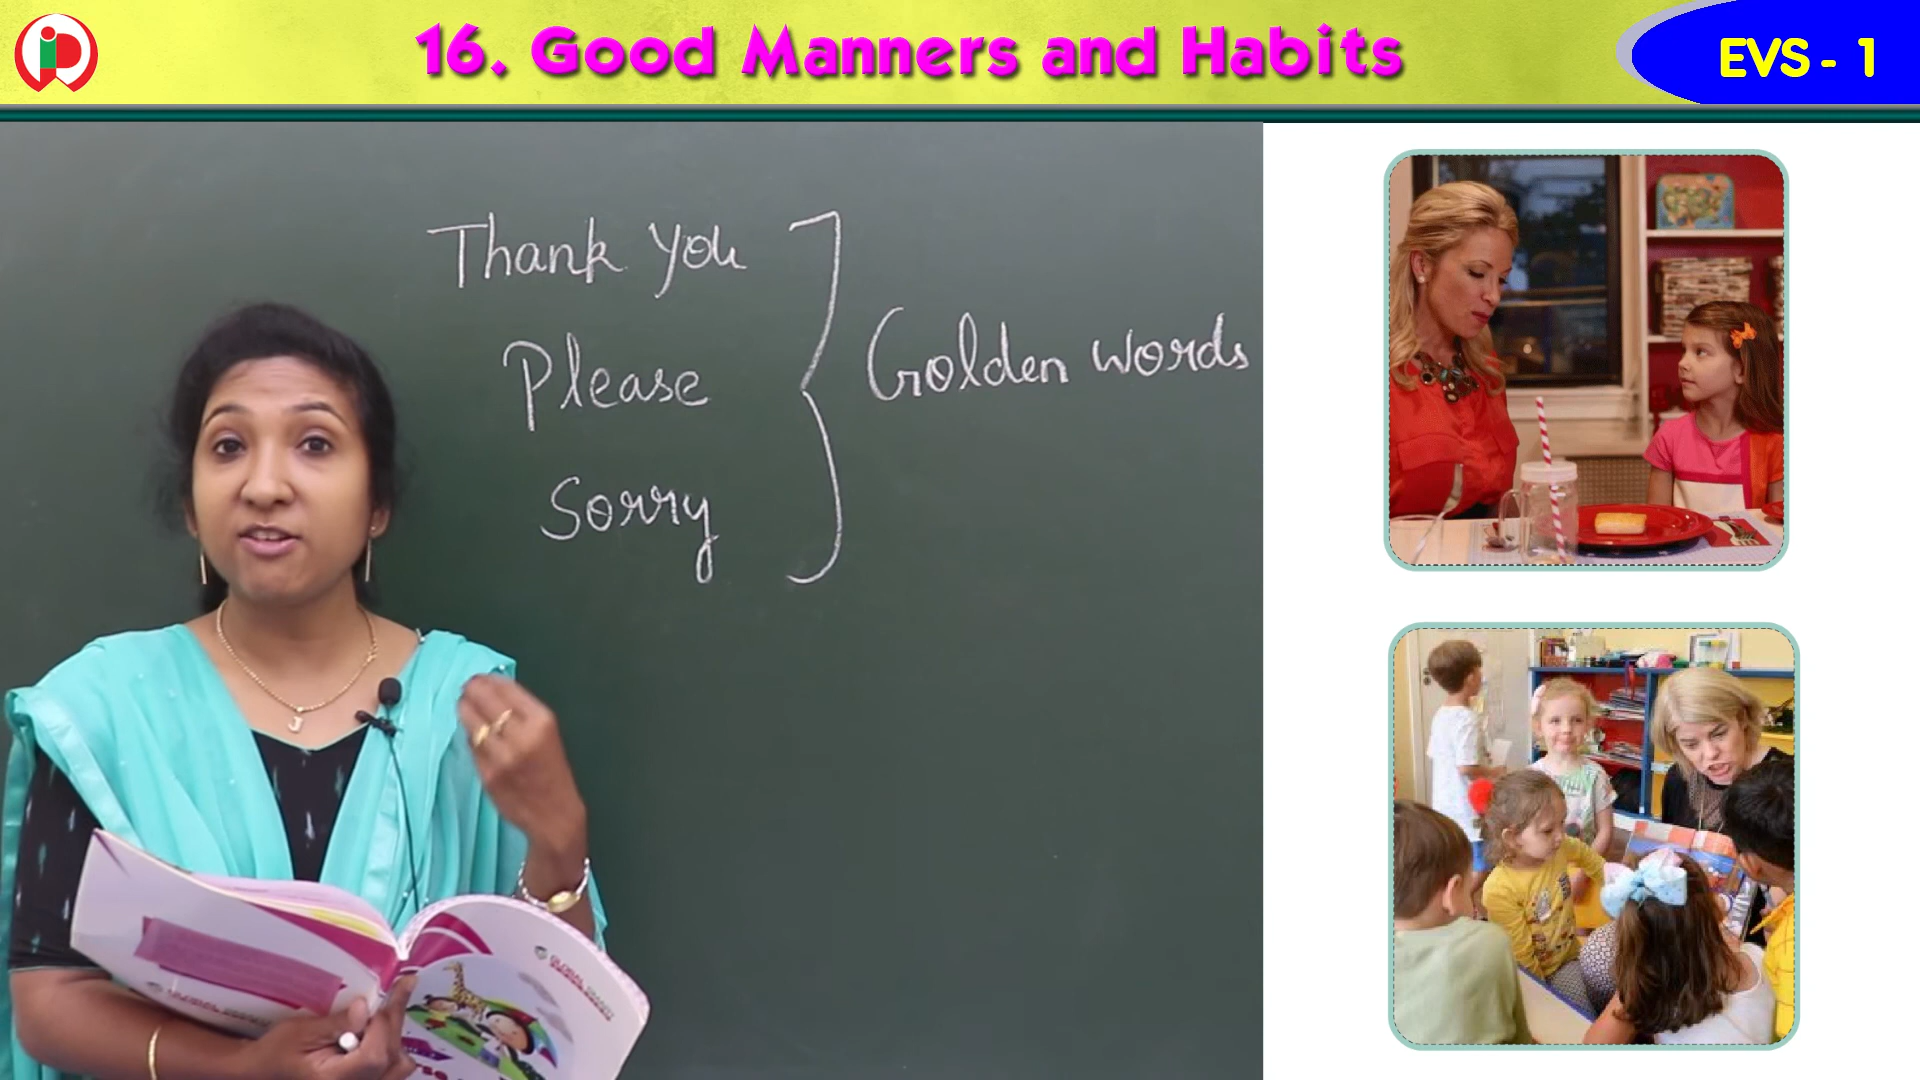 16. Good Manners and Habits
EVS - 1
Thank you
Please
Sorry
Golden words